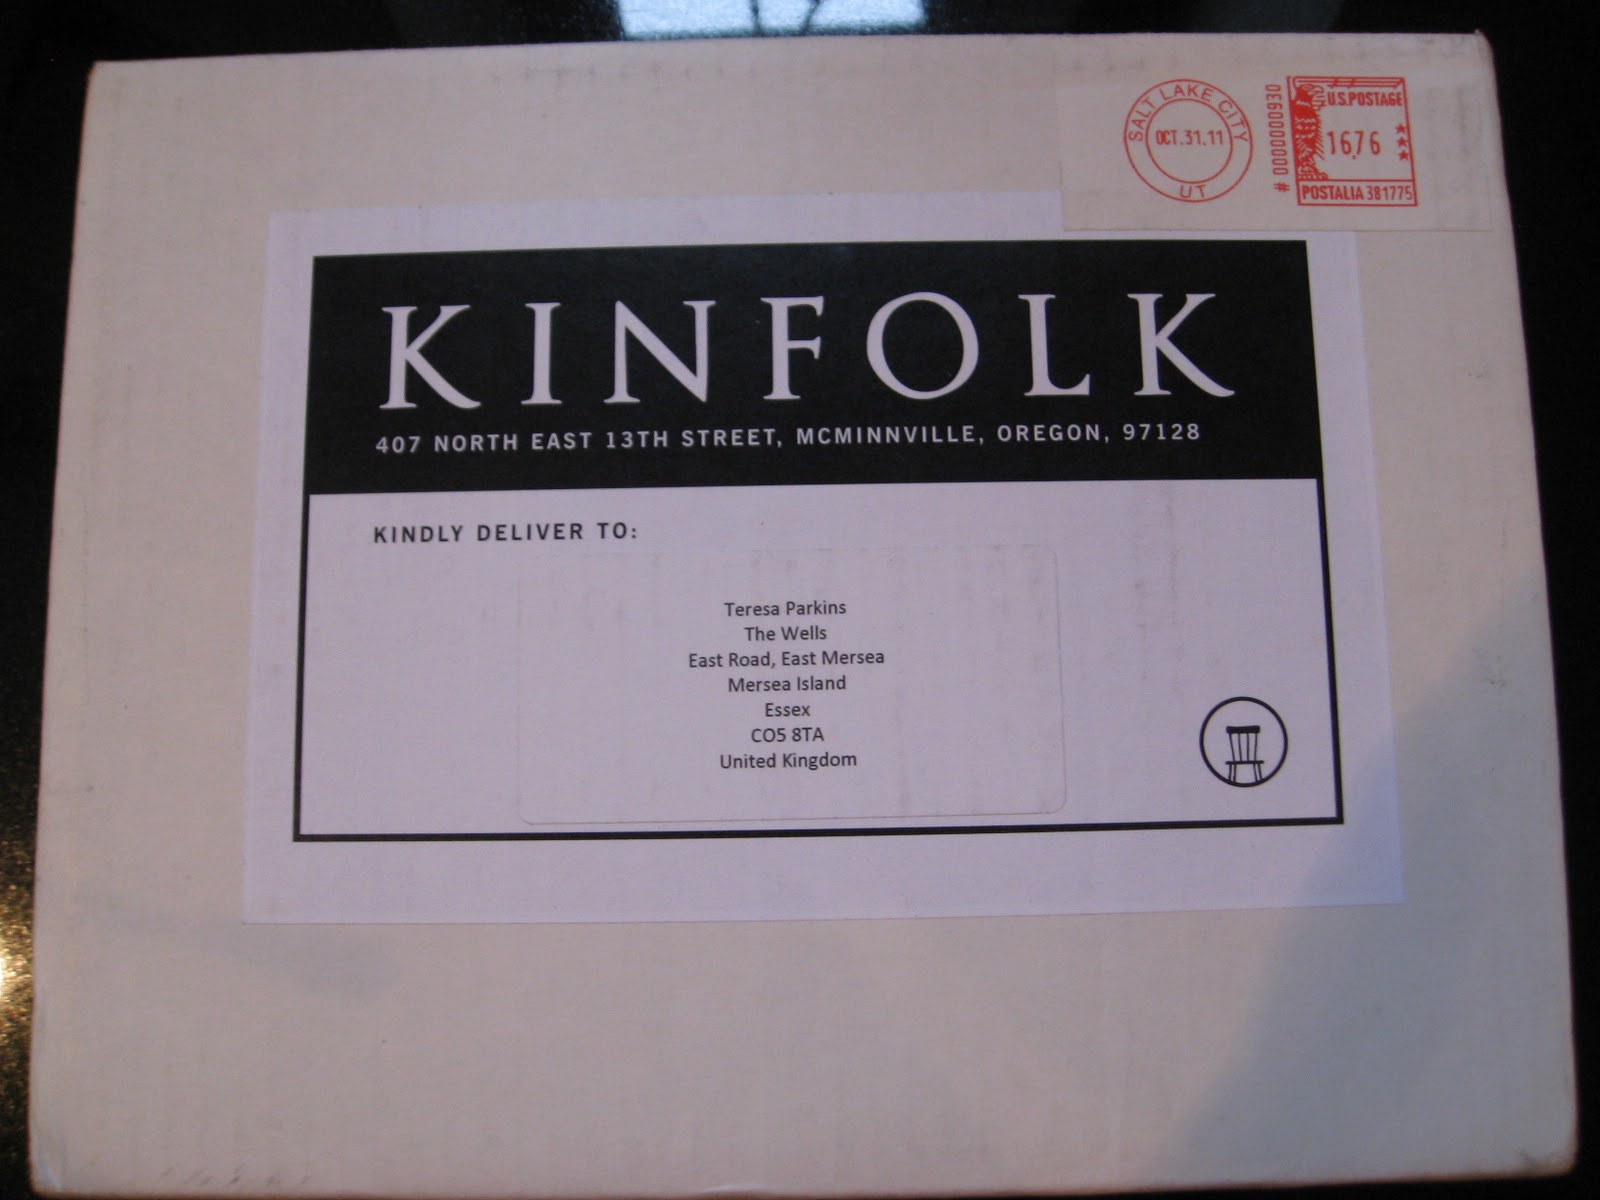 SALT LAKE CITY
OCT.31.11
UT
# 0000000930
U.S.POSTAGE
16.76
POSTALIA 381775
KINFOLK
407 NORTH EAST 13TH STREET, MCMINNVILLE, OREGON, 97128
KINDLY DELIVER TO:
Teresa Parkins
The Wells
East Road, East Mersea
Mersea Island
Essex
CO5 8TA
United Kingdom